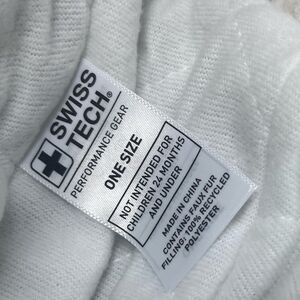 SWISS
TECH®
PERFORMANCE GEAR
ONE SIZE
NOT INTENDED FOR
CHILDREN 24 MONTHS
AND UNDER
MADE IN CHINA
CONTAINS FAUX FUR
FILLING: 100% RECYCLED
POLYESTER